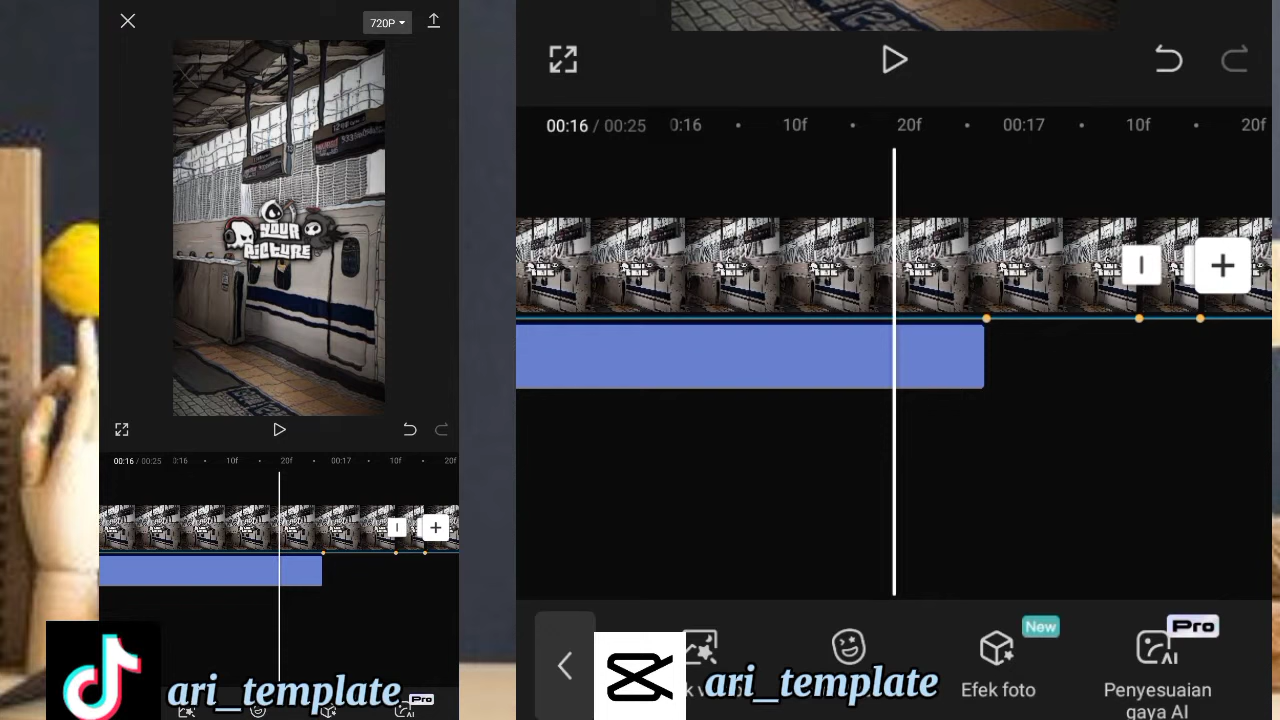 720P
YOUR
PICTURE
00:16 / 00:25
0:16
10f
20f
00:17
10f
20f
Pro
ari_template
00:16 / 00:25
0:16
10f
20f
00:17
10f
20f
New
Pro
AI
ari_template
Efek foto
Penyesuaian
gaya AI